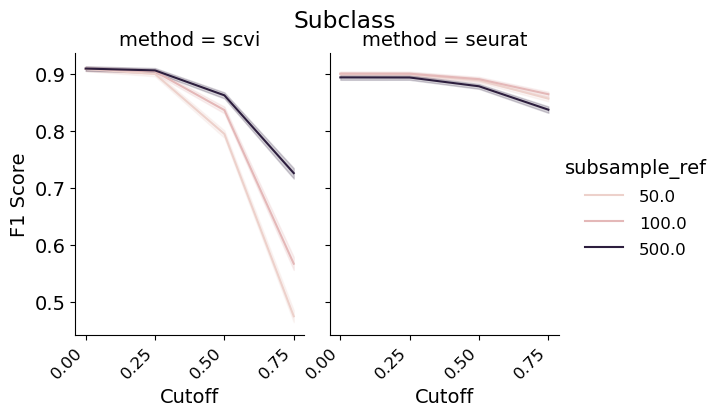 Subclass
method = scvi
method = seurat
F1 Score
0.9
0.8
0.7
0.6
0.5
0.00
0.25
0.50
0.75
Cutoff
0.00
0.25
0.50
0.75
Cutoff
subsample_ref
50.0
100.0
500.0